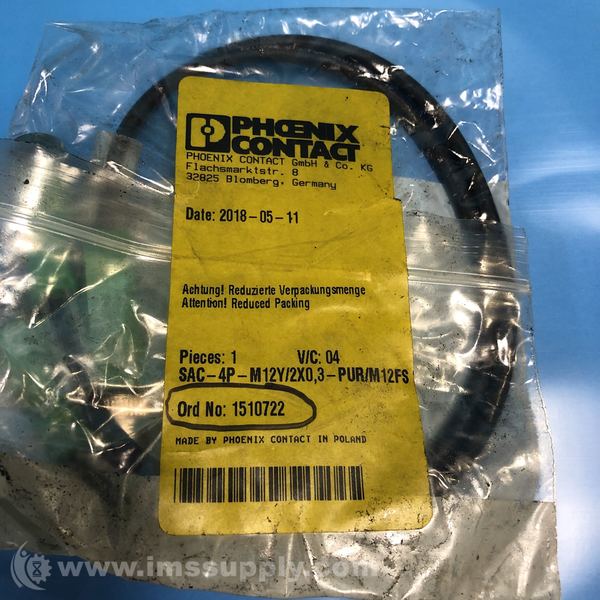 PHOENIX
CONTACT
PHOENIX CONTACT GmbH & Co. KG
Flachsmarktstr. 8
32825 Blomberg, Germany
Date: 2018-05-11
Achtung! Reduzierte Verpackungsmenge
Attention! Reduced Packing
Pieces: 1 V/C: 04
SAC-4P-M12Y/2X0,3-PUR/M12FS
Ord No: 1510722
MADE BY PHOENIX CONTACT IN POLAND
www.imssupply.com